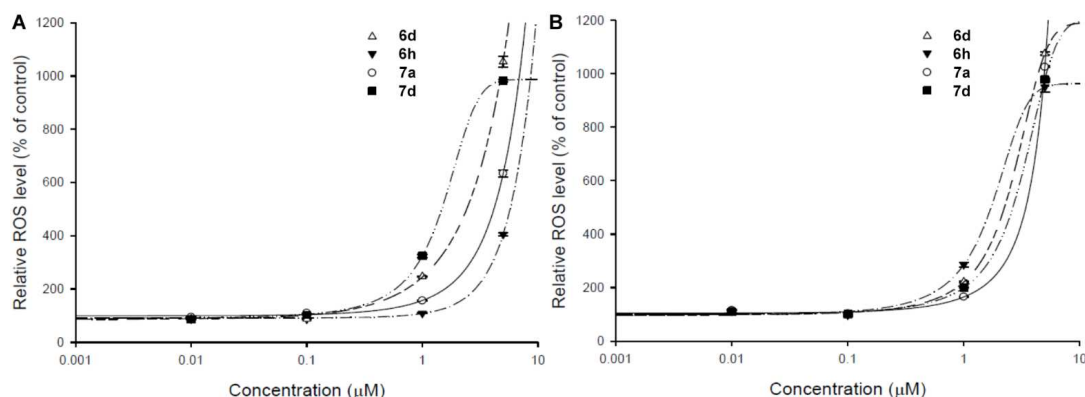 A
Relative ROS level (% of control)
1200
1000
800
600
400
200
0
6d
6h
7a
7d
0.001 0.01 0.1 1 10
Concentration (μM)
B
Relative ROS level (% of control)
1200
1000
800
600
400
200
0
6d
6h
7a
7d
0.001 0.01 0.1 1 10
Concentration (μM)